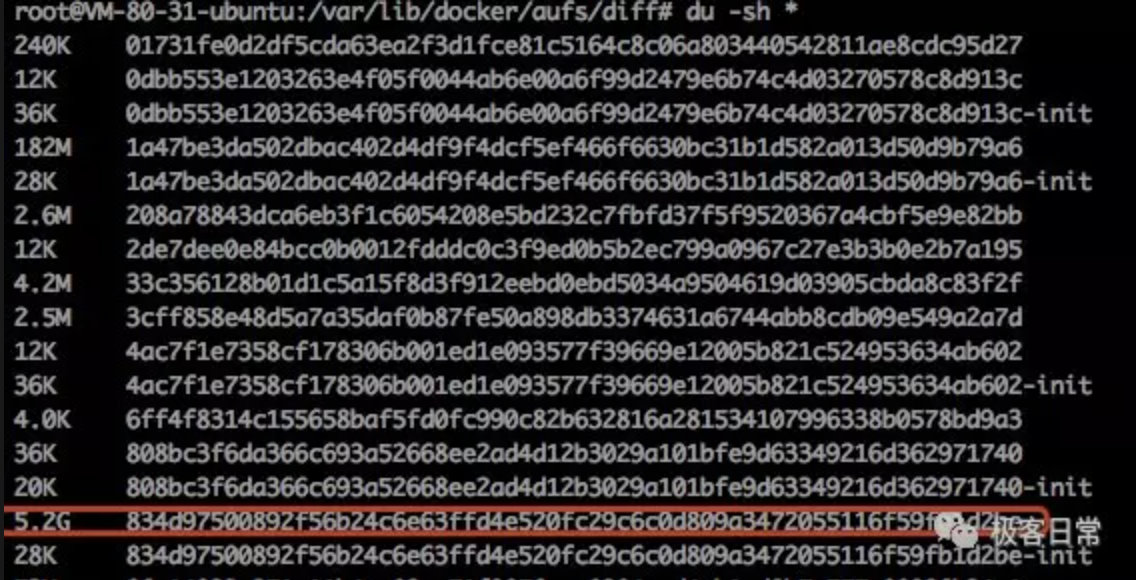 root@VM-80-31-ubuntu:/var/lib/docker/aufs/diff# du -sh *
240K 01731fe0d2df5cda63ea2f3d1fce81c5164c8c06a803440542811ae8cdc95d27
12K 0dbb553e1203263e4f05f0044ab6e00a6f99d2479e6b74c4d03270578c8d913c
36K 0dbb553e1203263e4f05f0044ab6e00a6f99d2479e6b74c4d03270578c8d913c-init
182M 1a47be3da502dbac402d4df9f4dcf5ef466f6630bc31b1d582a013d50d9b79a6
28K 1a47be3da502dbac402d4df9f4dcf5ef466f6630bc31b1d582a013d50d9b79a6-init
2.6M 208a78843dca6eb3f1c6054208e5bd232c7fbfd37f5f9520367a4cbf5e9e82bb
12K 2de7dee0e84bcc0b0012fdddc0c3f9ed0b5b2ec799a0967c27e3b3b0e2b7a195
4.2M 33c356128b01d1c5a15f8d3f912eebd0ebd5034a9504619d03905cbda8c83f2f
2.5M 3cff858e48d5a7a35daf0b87fe50a898db3374631a6744abb8cdb09e549a2a7d
12K 4ac7f1e7358cf178306b001ed1e093577f39669e12005b821c524953634ab602
36K 4ac7f1e7358cf178306b001ed1e093577f39669e12005b821c524953634ab602-init
4.0K 6ff4f8314c155658baf5fd0fc990c82b632816a281534107996338b0578bd9a3
36K 808bc3f6da366c693a52668ee2ad4d12b3029a101bfe9d63349216d362971740
20K 808bc3f6da366c693a52668ee2ad4d12b3029a101bfe9d63349216d362971740-init
5.2G
极客日常
28K 834d97500892f56b24c6e63ffd4e520fc29c6c0d809a3472055116f59fb1d2be-init